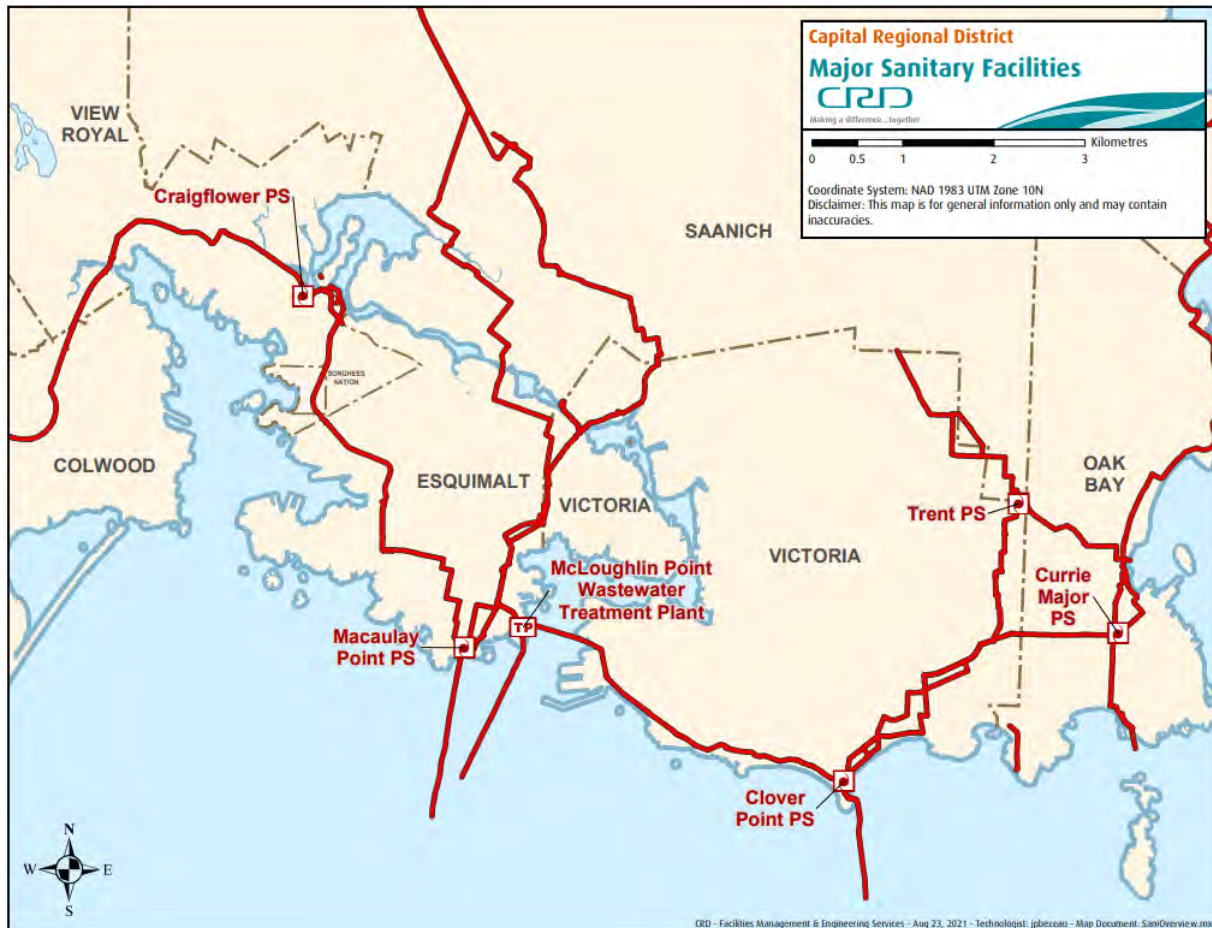 Capital Regional District
Major Sanitary Facilities
CRD
Making a difference...together
Kilometres
0 0.5 1 2 3
Coordinate System: NAD 1983 UTM Zone 10N
Disclaimer: This map is for general information only and may contain
inaccuracies.
VIEW
ROYAL
Craigflower PS
SAANICH
SONGHEES
NATION
COLWOOD
ESQUIMALT
VICTORIA
OAK
BAY
Trent PS
VICTORIA
McLoughlin Point
Wastewater
Treatment Plant
TP
Currie
Major
PS
Macaulay
Point PS
Clover
Point PS
N
W E
S
CRD - Facilities Management & Engineering Services - Aug 23, 2021 - Technologist: jpbezeau - Map Document: SaniOverview.mx